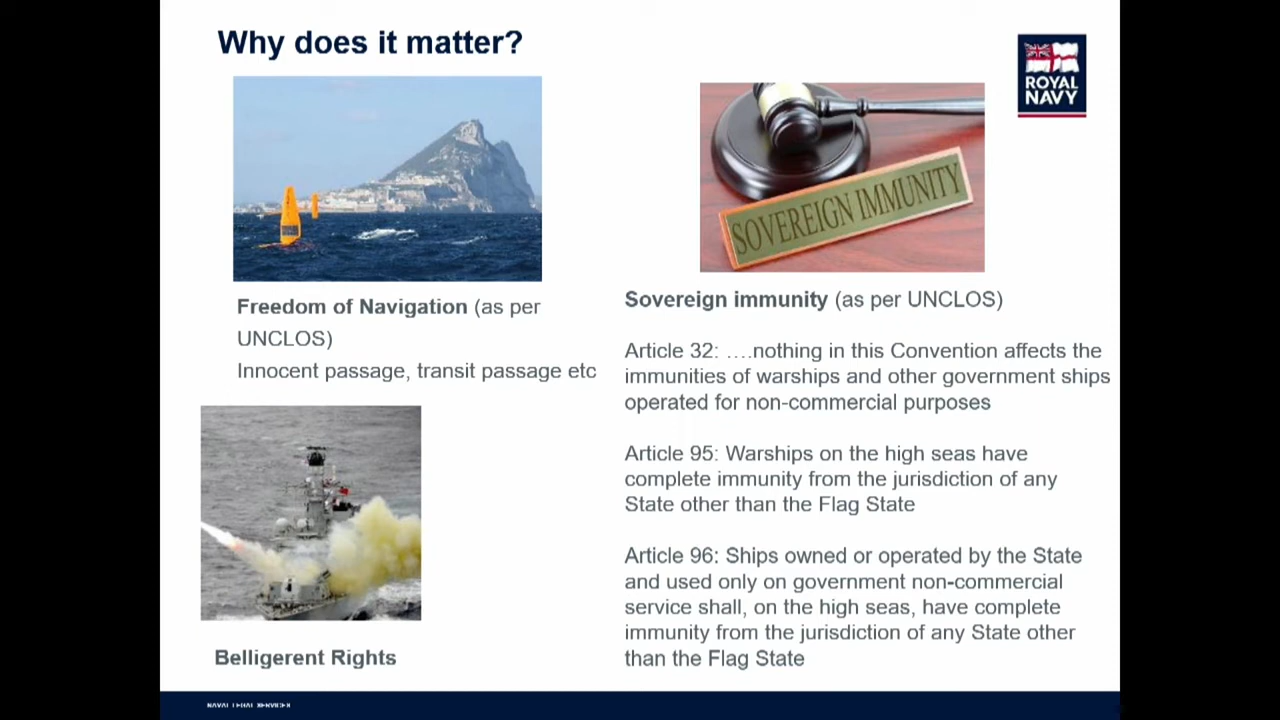 Why does it matter?
ROYAL
NAVY
SOVEREIGN IMMUNITY
Freedom of Navigation (as per
UNCLOS)
Innocent passage, transit passage etc
Belligerent Rights
Sovereign immunity (as per UNCLOS)
Article 32: ….nothing in this Convention affects the
immunities of warships and other government ships
operated for non-commercial purposes
Article 95: Warships on the high seas have
complete immunity from the jurisdiction of any
State other than the Flag State
Article 96: Ships owned or operated by the State
and used only on government non-commercial
service shall, on the high seas, have complete
immunity from the jurisdiction of any State other
than the Flag State
NAVAL LEGAL SERVICES